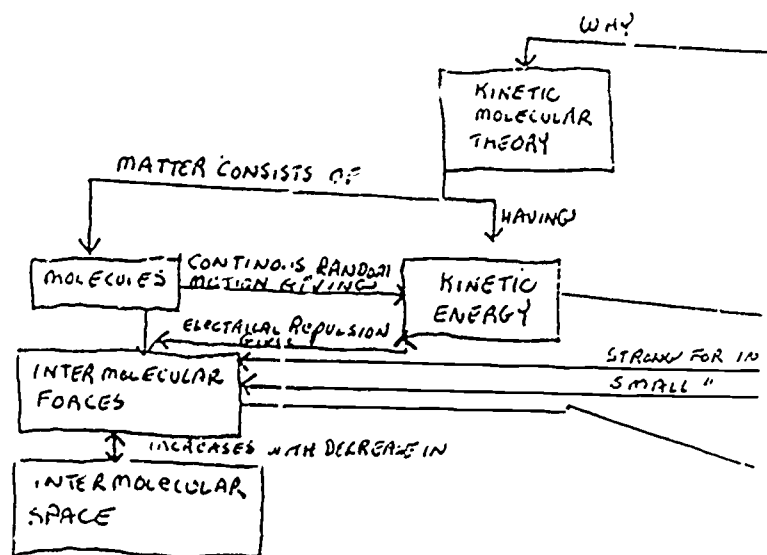 WHY
KINETIC
MOLECULAR
THEORY
MATTER CONSISTS OF
HAVING
MOLECULES
CONTINOUS RANDOM
MOTION GIVING
KINETIC
ENERGY
ELECTRICAL REPULSION
STRONG FOR IN
SMALL "
INTERMOLECULAR
FORCES
INCREASES WITH DECREASE IN
INTERMOLECULAR
SPACE